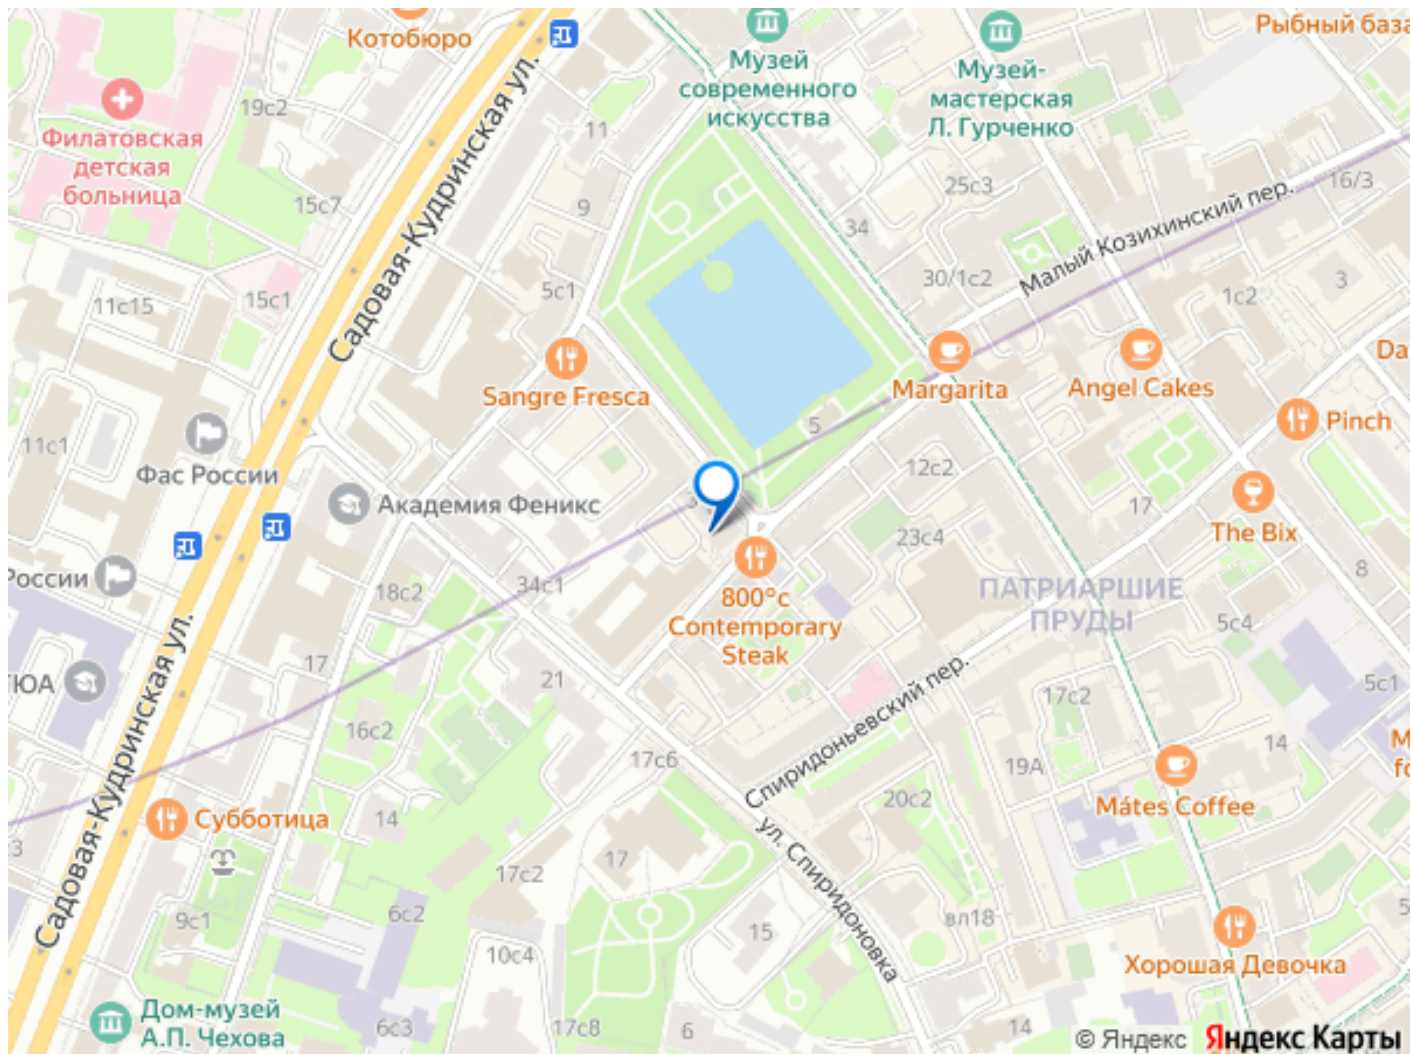 Котобюро
Рыбный база
Музей
современного
искусства
Музей-
мастерская
Л. Гурченко
19с2
Филатовская
детская
больница
11
25с3
16/3
15с7
9
34
Садовая-Кудринская ул.
Малый Козихинский пер.
30/1с2
3
1с2
5с1
15с1
11с15
Sangre Fresca
Margarita
Angel Cakes
Da
Pinch
5
11с1
Фас России
12с2
Академия Феникс
17
The Bix
23с4
России
34с1
18с2
800°c
Contemporary
Steak
ПАТРИАРШИЕ
ПРУДЫ
8
5с4
17
21
ТЮА
Спиридоньевский пер.
17с2
5с1
16с2
17с6
19А
14
Садовая-Кудринская ул.
Mátes Coffee
20с2
Субботица
14
3
17
ул. Спиридоновка
17с2
6с2
9с1
15
вл18
5
10с4
Хорошая Девочка
Дом-музей
А.П. Чехова
6с3
17с8
6
14
© Яндекс Яндекс Карты